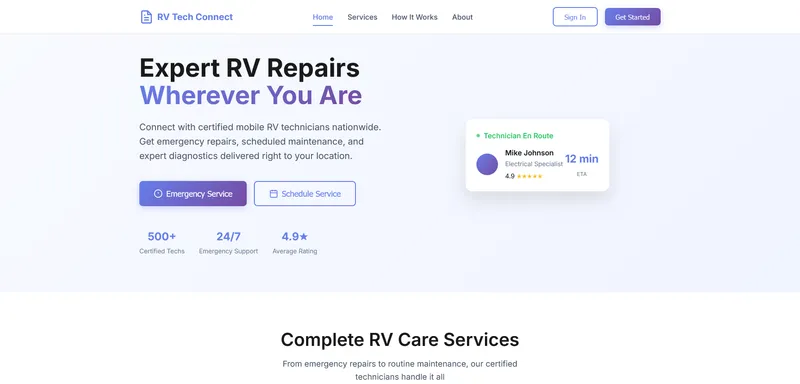 RV Tech Connect
Home
Services
How It Works
About
Sign In
Get Started
Expert RV Repairs
Wherever You Are
Connect with certified mobile RV technicians nationwide.
Get emergency repairs, scheduled maintenance, and
expert diagnostics delivered right to your location.
Emergency Service
Schedule Service
500+
Certified Techs
24/7
Emergency Support
4.9★
Average Rating
Technician En Route
Mike Johnson
Electrical Specialist
4.9 ★★★★★
12 min
ETA
Complete RV Care Services
From emergency repairs to routine maintenance, our certified
technicians handle it all